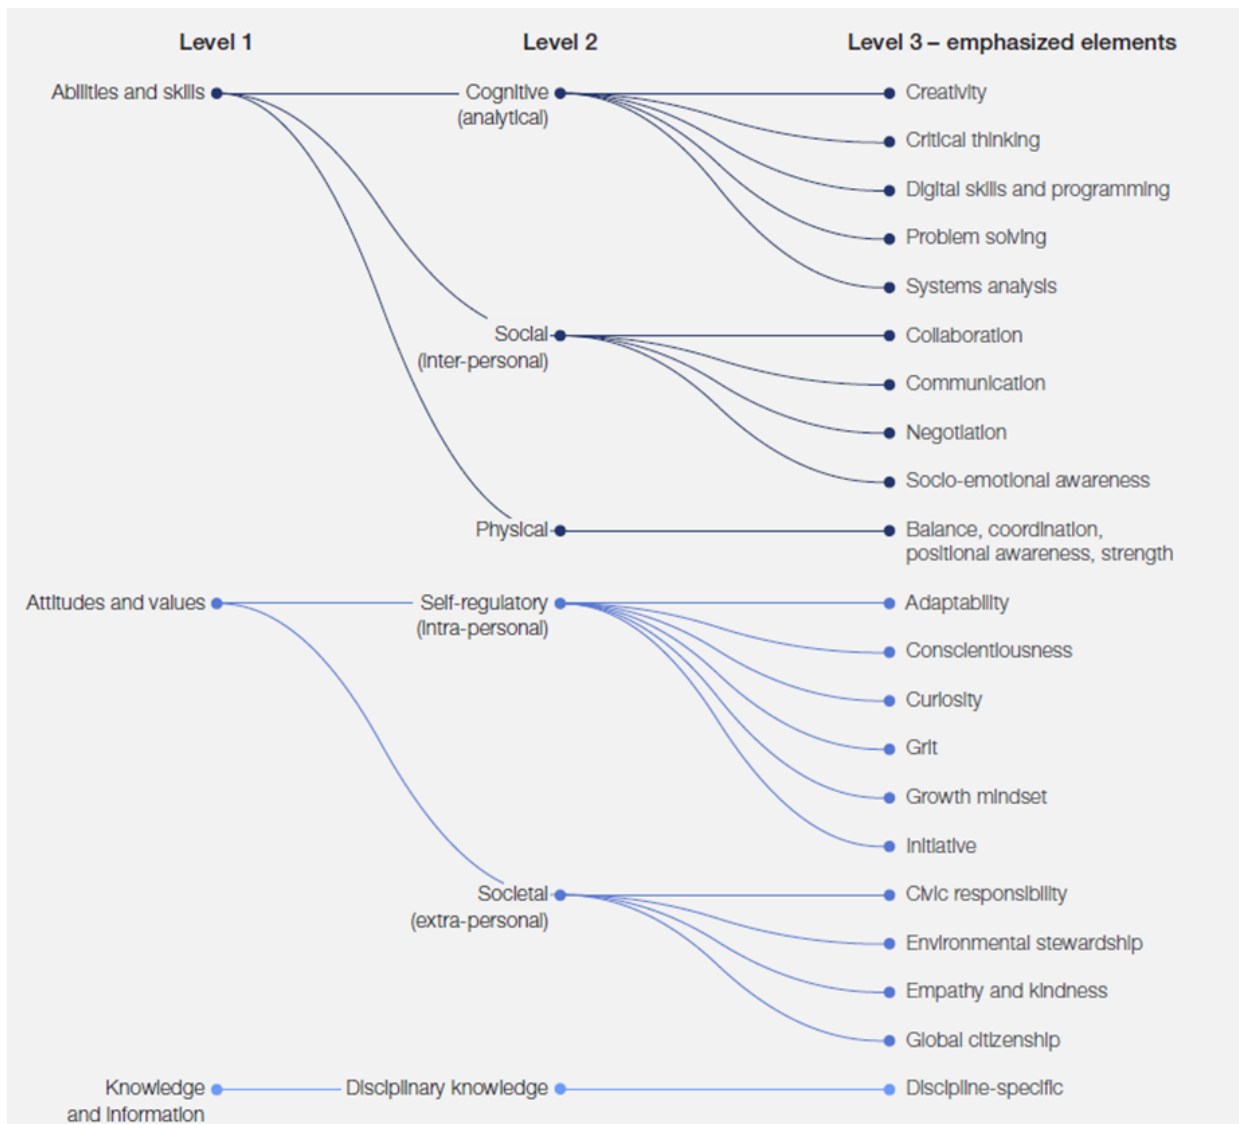 Level 1
Level 2
Level 3 – emphasized elements
Abilities and skills
Cognitive
(analytical)
Creativity
Critical thinking
Digital skills and programming
Problem solving
Systems analysis
Social
(inter-personal)
Collaboration
Communication
Negotiation
Socio-emotional awareness
Physical
Balance, coordination,
positional awareness, strength
Attitudes and values
Self-regulatory
(intra-personal)
Adaptability
Conscientiousness
Curiosity
Grit
Growth mindset
Initiative
Societal
(extra-personal)
Civic responsibility
Environmental stewardship
Empathy and kindness
Global citizenship
Knowledge
and information
Disciplinary knowledge
Discipline-specific